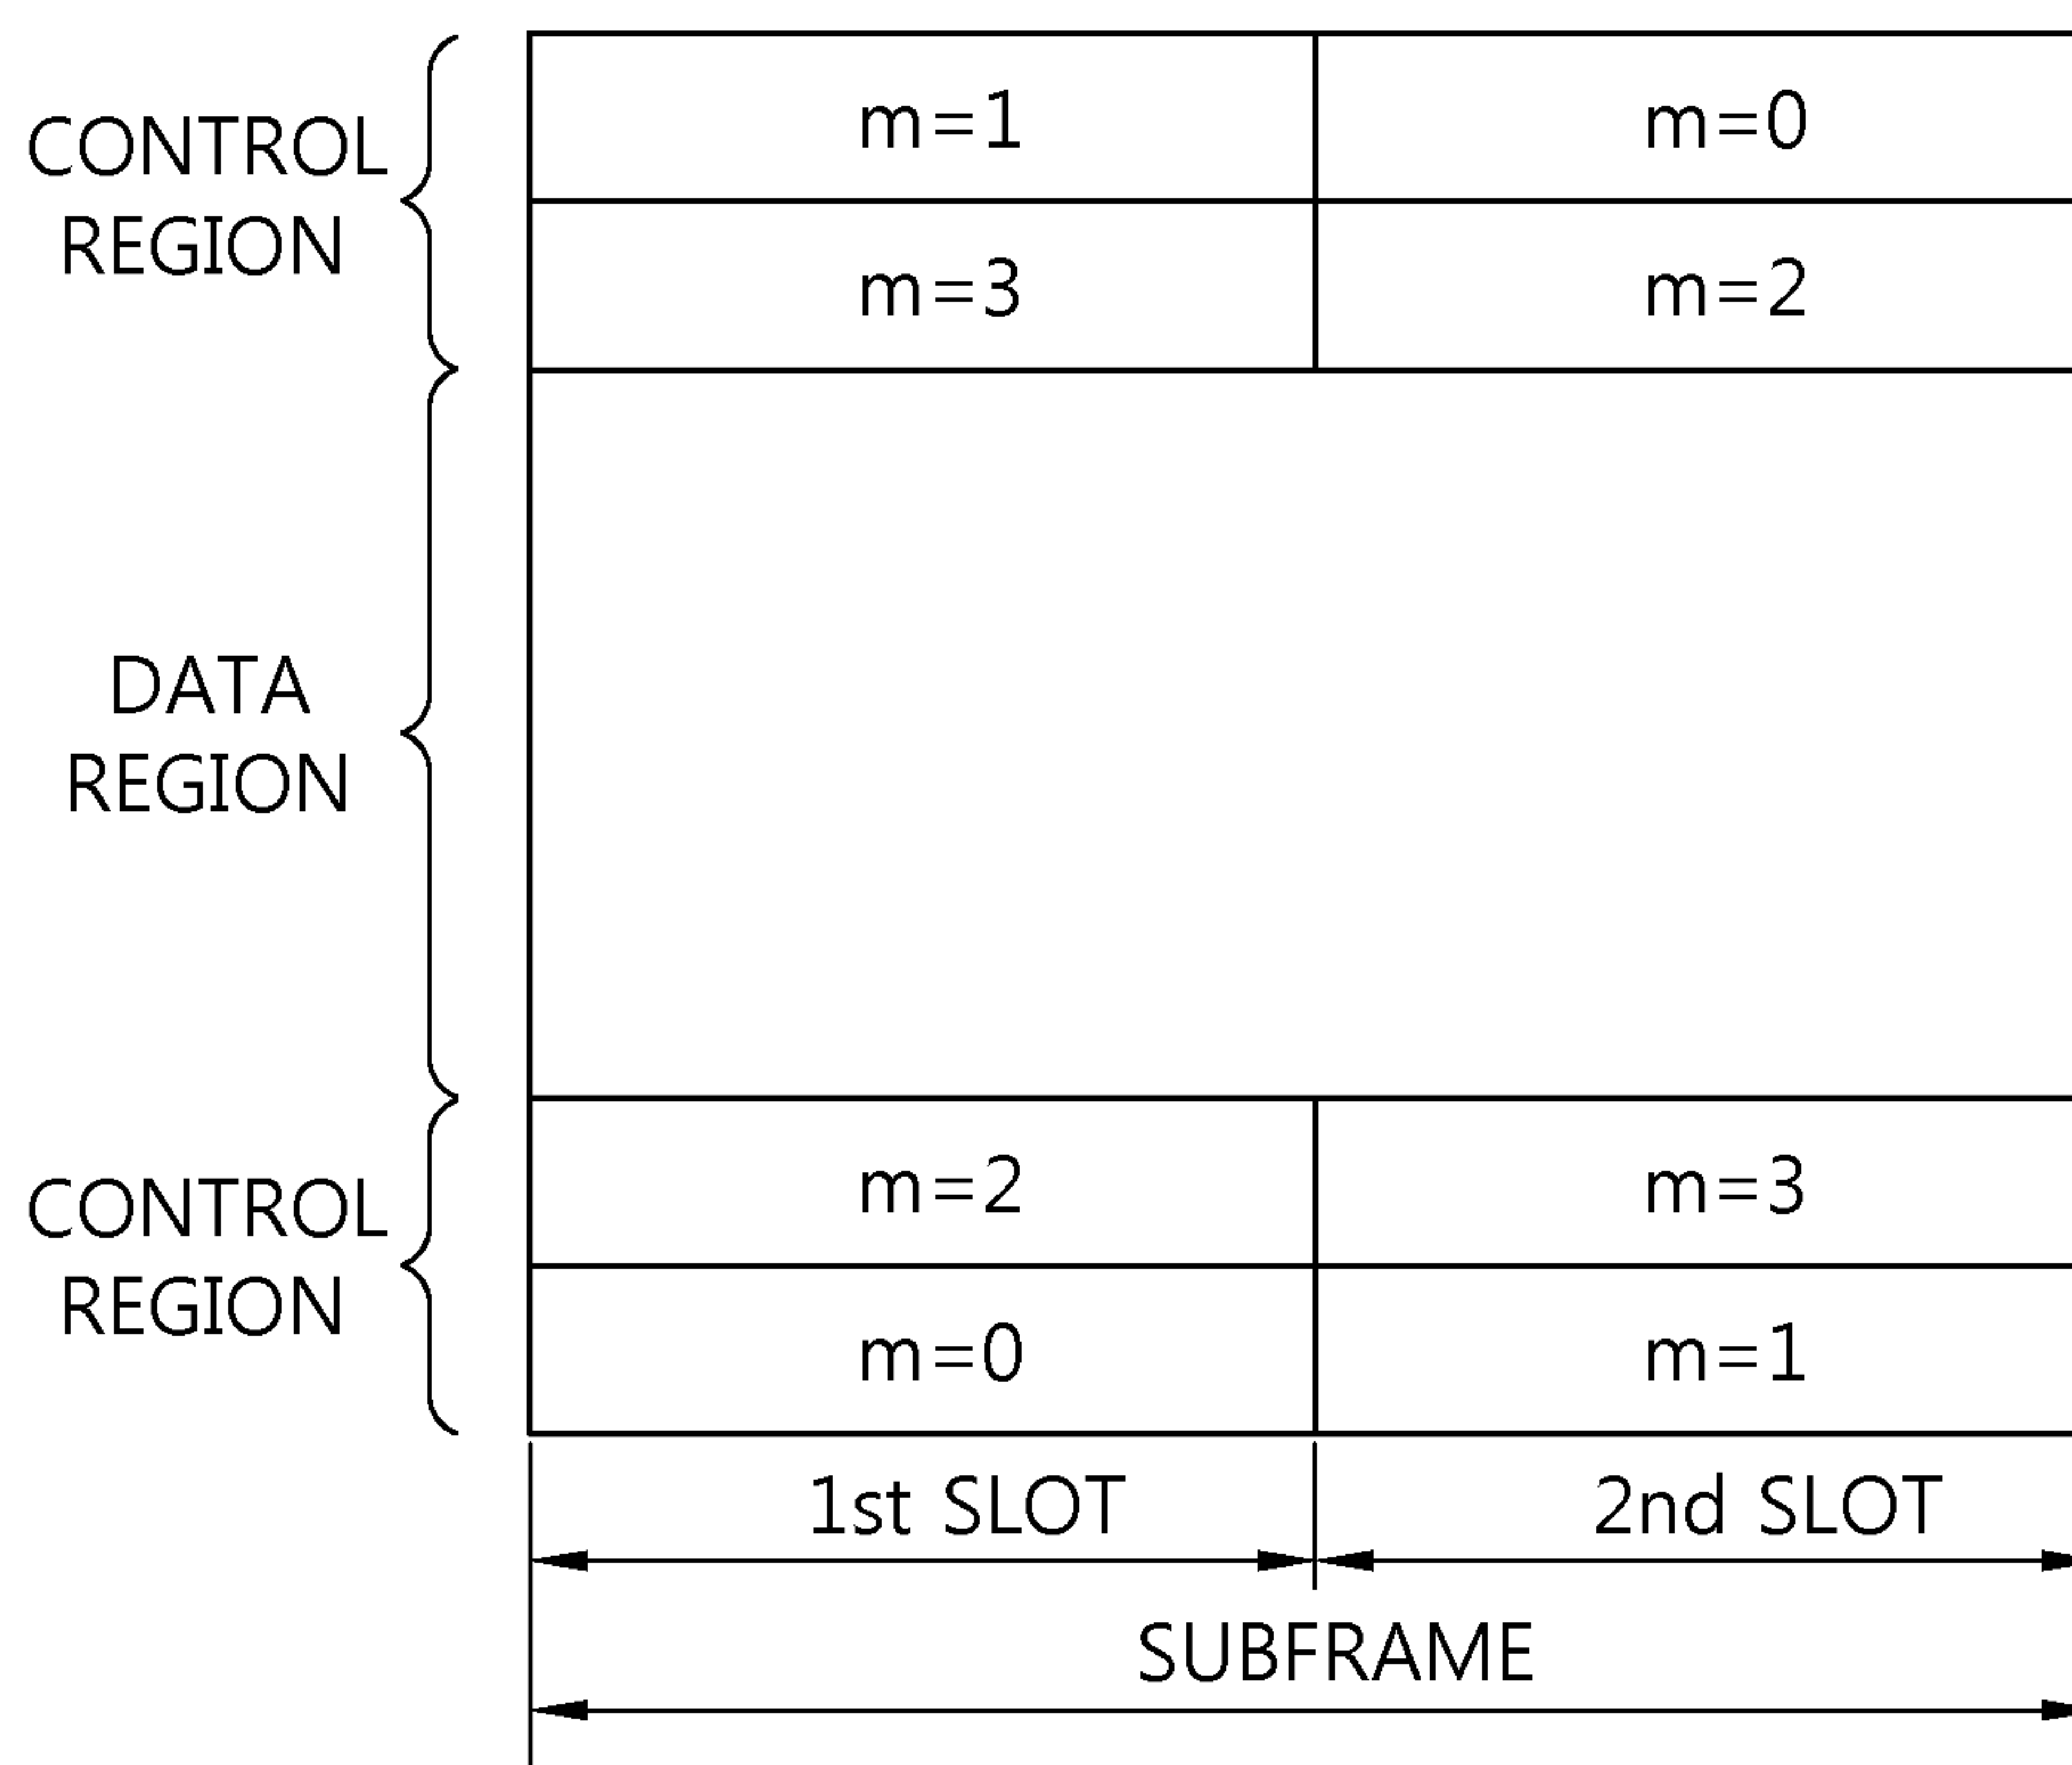 m=1 m=0
CONTROL
REGION
m=3 m=2
DATA
REGION
m=2 m=3
CONTROL
REGION
m=0 m=1
1st SLOT 2nd SLOT
SUBFRAME